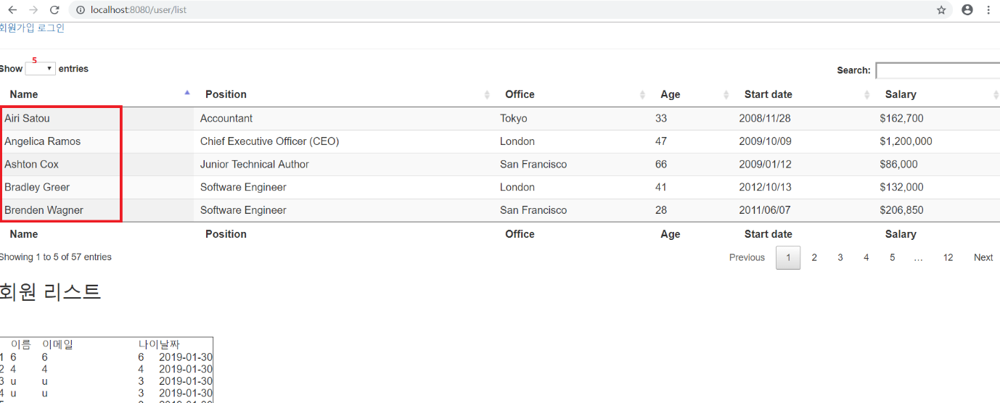 localhost:8080/user/list
회원가입 로그인
5
Show entries Search:
Name Position Office Age Start date Salary
Airi Satou Accountant Tokyo 33 2008/11/28 $162,700
Angelica Ramos Chief Executive Officer (CEO) London 47 2009/10/09 $1,200,000
Ashton Cox Junior Technical Author San Francisco 66 2009/01/12 $86,000
Bradley Greer Software Engineer London 41 2012/10/13 $132,000
Brenden Wagner Software Engineer San Francisco 28 2011/06/07 $206,850
Name Position Office Age Start date Salary
Showing 1 to 5 of 57 entries Previous 1 2 3 4 5 … 12 Next
회원 리스트
이름 이메일 나이날짜
1 6 6 6 2019-01-30
2 4 4 4 2019-01-30
3 u u 3 2019-01-30
4 u u 3 2019-01-30